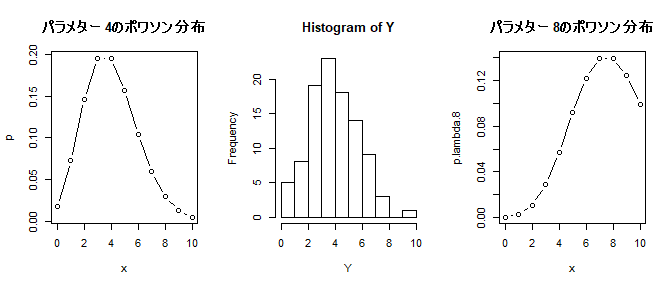 パラメター4のポワソン分布
p
0.00 0.05 0.10 0.15 0.20
0 2 4 6 8 10
x
Histogram of Y
Frequency
0 5 10 15 20
0 2 4 6 8 10
Y
パラメター8のポワソン分布
p.lambda.8
0.00 0.04 0.08 0.12
0 2 4 6 8 10
x